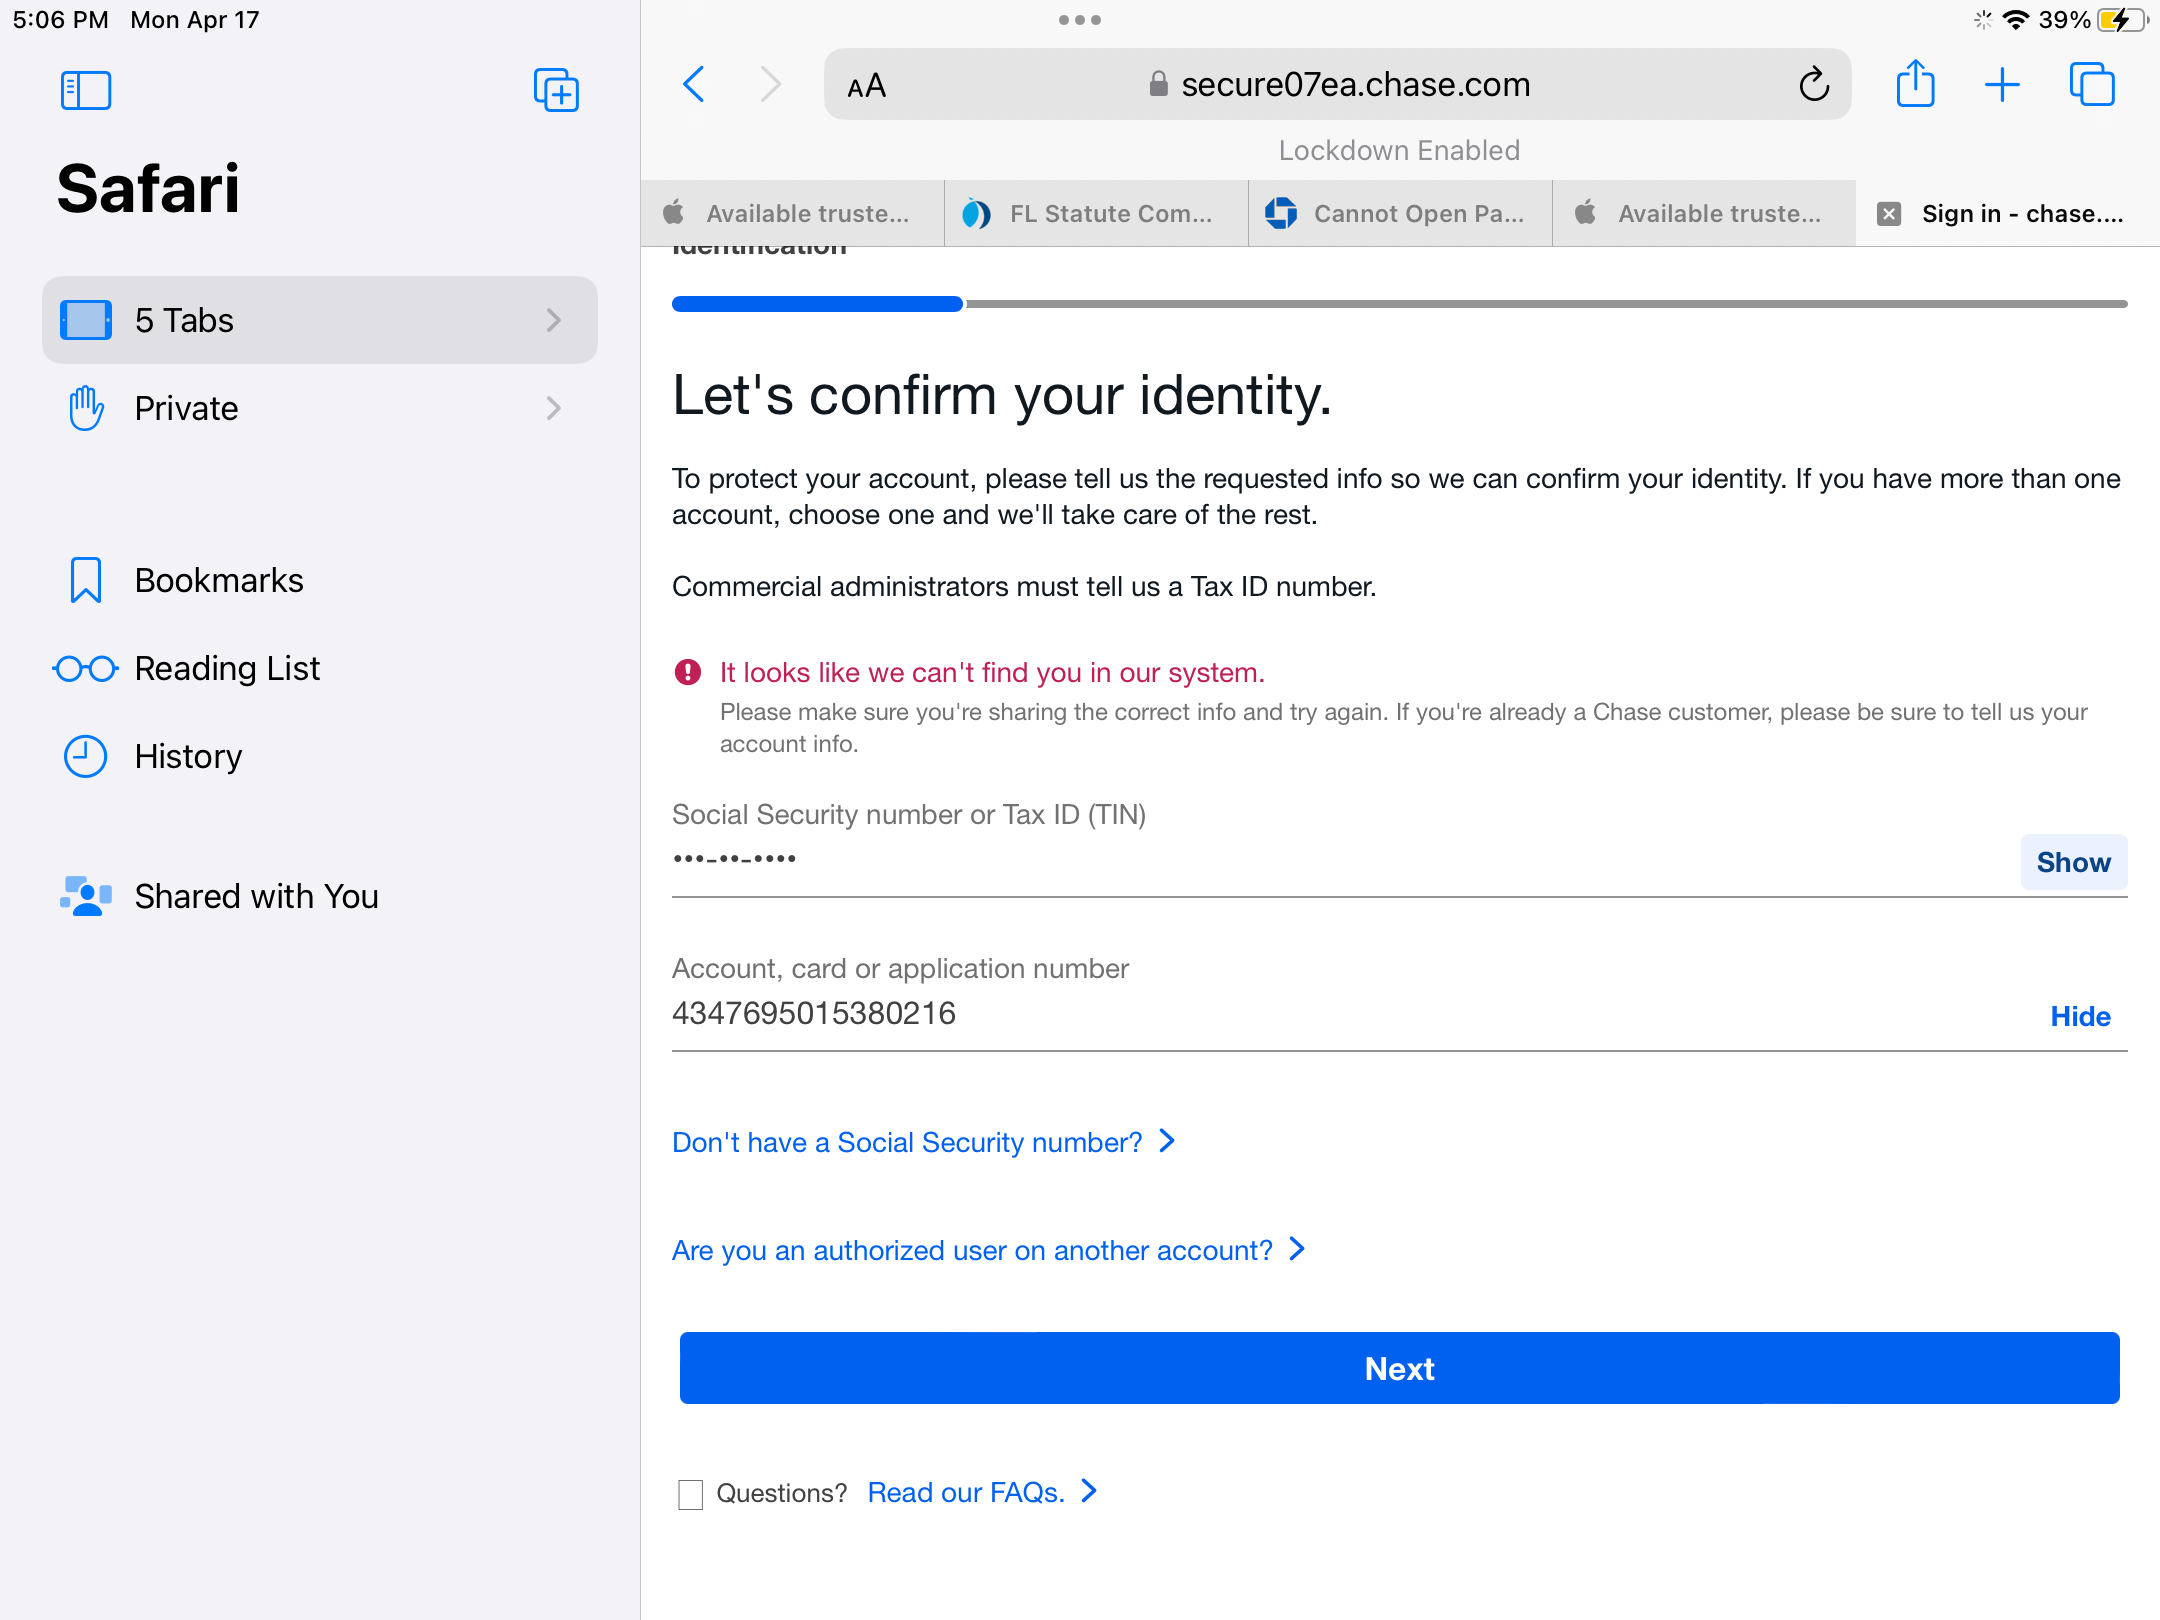 5:06 PM Mon Apr 17
39%
Safari
5 Tabs
Private
Bookmarks
Reading List
History
Shared with You
AA
secure07ea.chase.com
Lockdown Enabled
Available truste...
FL Statute Com...
Cannot Open Pa...
Available truste...
Sign in - chase....
Identification
Let's confirm your identity.
To protect your account, please tell us the requested info so we can confirm your identity. If you have more than one
account, choose one and we'll take care of the rest.
Commercial administrators must tell us a Tax ID number.
It looks like we can't find you in our system.
Please make sure you're sharing the correct info and try again. If you're already a Chase customer, please be sure to tell us your
account info.
Social Security number or Tax ID (TIN)
•••-••-••••
Show
Account, card or application number
4347695015380216
Hide
Don't have a Social Security number?
Are you an authorized user on another account?
Next
Questions? Read our FAQs.